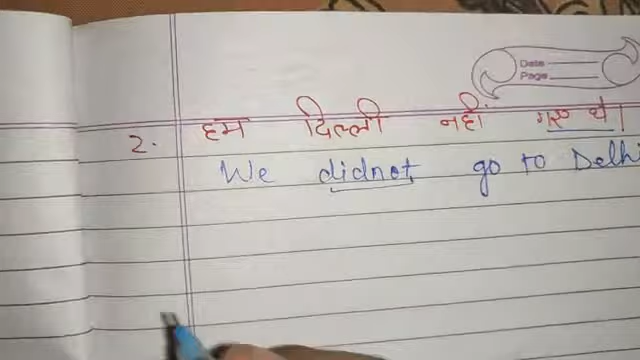 Date
Page
2. हम दिल्ली नहीं गए थे।
We didnot go to Delhi